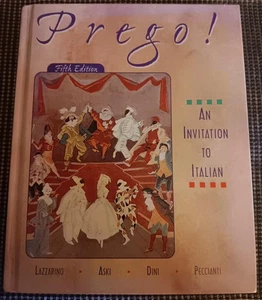 Prego!
Fifth Edition
AN
INVITATION
TO
ITALIAN
LAZZARINO • ASKI • DINI • PECCIANTI